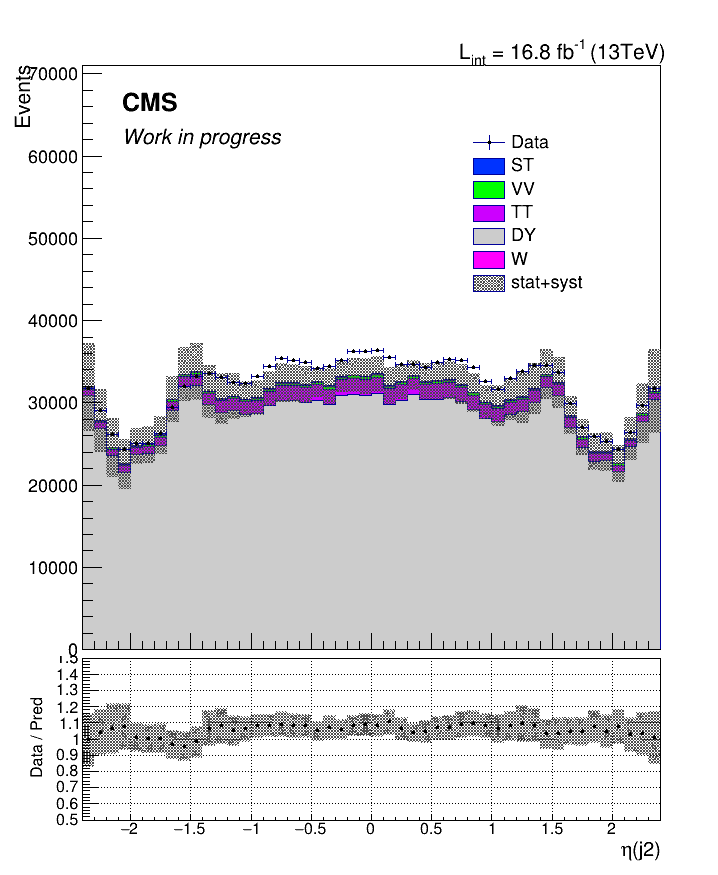 L_int = 16.8 fb^-1 (13TeV)
Events
70000
CMS
Work in progress
60000
50000
40000
30000
20000
10000
0
Data
ST
VV
TT
DY
W
stat+syst
1.5
1.4
1.3
1.2
1.1
1
0.9
0.8
0.7
0.6
0.5
Data / Pred
−2 −1.5 −1 −0.5 0 0.5 1 1.5 2
η(j2)